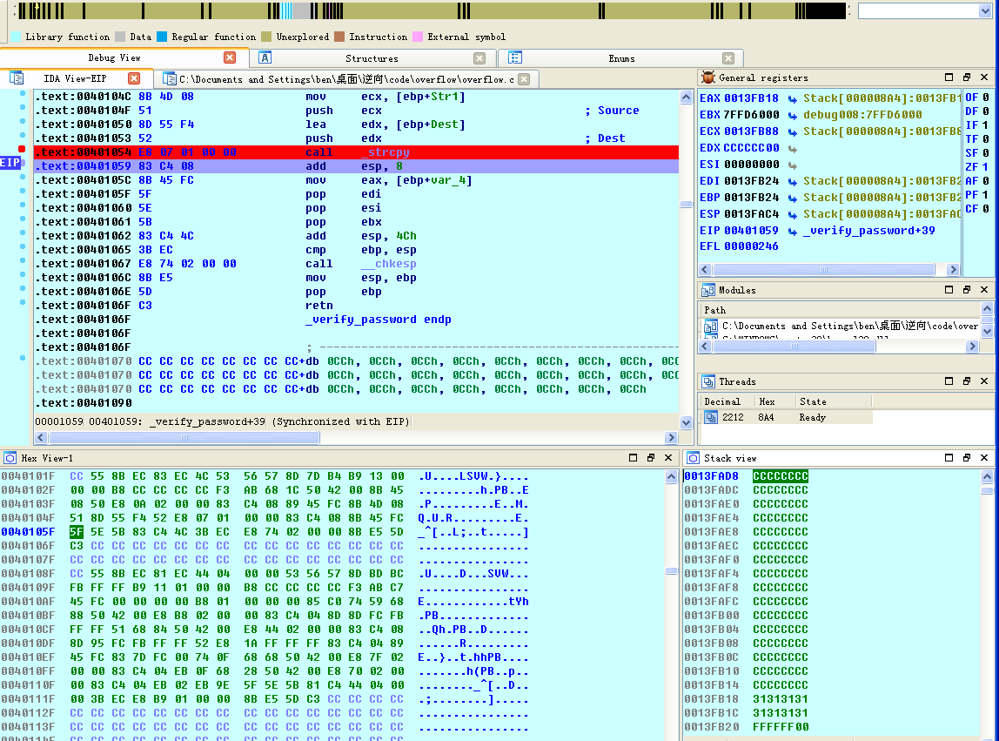 Library function Data Regular function Unexplored Instruction External symbol
Debug View Structures Enums
IDA View-EIP C:\Documents and Settings\ben\桌面\逆向\code\overflow\overflow.c
.text:0040104C 8B 4D 08 mov ecx, [ebp+Str1]
.text:0040104F 51 push ecx ; Source
.text:00401050 8D 55 F4 lea edx, [ebp+Dest]
.text:00401053 52 push edx ; Dest
.text:00401054 E8 07 01 00 00 call _strcpy
EIP .text:00401059 83 C4 08 add esp, 8
.text:0040105C 8B 45 FC mov eax, [ebp+var_4]
.text:0040105F 5F pop edi
.text:00401060 5E pop esi
.text:00401061 5B pop ebx
.text:00401062 83 C4 4C add esp, 4Ch
.text:00401065 3B EC cmp ebp, esp
.text:00401067 E8 74 02 00 00 call __chkesp
.text:0040106C 8B E5 mov esp, ebp
.text:0040106E 5D pop ebp
.text:0040106F C3 retn
.text:0040106F _verify_password endp
.text:0040106F
.text:0040106F ; ---------------------------------------------------------------------------
.text:00401070 CC CC CC CC CC CC CC CC+db 0CCh, 0CCh, 0CCh, 0CCh, 0CCh, 0CCh, 0CCh, 0CCh, 0CC
.text:00401070 CC CC CC CC CC CC CC CC+db 0CCh, 0CCh, 0CCh, 0CCh, 0CCh, 0CCh, 0CCh, 0CCh, 0CC
.text:00401070 CC CC CC CC CC CC CC CC+db 0CCh, 0CCh, 0CCh, 0CCh, 0CCh, 0CCh, 0CCh, 0CCh
.text:00401090
00001059 00401059: _verify_password+39 (Synchronized with EIP)
General registers
EAX 0013FB18 Stack[000008A4]:0013FB1
EBX 7FFD6000 debug008:7FFD6000
ECX 0013FB88 Stack[000008A4]:0013FB8
EDX CCCCCC00
ESI 00000000
EDI 0013FB24 Stack[000008A4]:0013FB2
EBP 0013FB24 Stack[000008A4]:0013FB2
ESP 0013FAC4 Stack[000008A4]:0013FAC
EIP 00401059 _verify_password+39
EFL 00000246
OF 0
DF 0
IF 1
TF 0
SF 0
ZF 1
AF 0
PF 1
CF 0
Modules
Path
C:\Documents and Settings\ben\桌面\逆向\code\over
Threads
Decimal Hex State
2212 8A4 Ready
Hex View-1
0040101F CC 55 8B EC 83 EC 4C 53 56 57 8D 7D B4 B9 13 00 .U....LSVW.}....
0040102F 00 00 B8 CC CC CC CC F3 AB 68 1C 50 42 00 8B 45 .........h.PB..E
0040103F 08 50 E8 0A 02 00 00 83 C4 08 89 45 FC 8B 4D 08 .P.........E..M.
0040104F 51 8D 55 F4 52 E8 07 01 00 00 83 C4 08 8B 45 FC Q.U.R.........E.
0040105F 5F 5E 5B 83 C4 4C 3B EC E8 74 02 00 00 8B E5 5D _^[..L;..t.....]
0040106F C3 CC CC CC CC CC CC CC CC CC CC CC CC CC CC CC ................
0040107F CC CC CC CC CC CC CC CC CC CC CC CC CC CC CC CC ................
0040108F CC 55 8B EC 81 EC 44 04 00 00 53 56 57 8D BD BC .U....D...SVW...
0040109F FB FF FF B9 11 01 00 00 B8 CC CC CC CC F3 AB C7 ................
004010AF 45 FC 00 00 00 00 B8 01 00 00 00 85 C0 74 59 68 E............tYh
004010BF 88 50 42 00 E8 B8 02 00 00 83 C4 04 8D 8D FC FB .PB.............
004010CF FF FF 51 68 84 50 42 00 E8 44 02 00 00 83 C4 08 ..Qh.PB..D......
004010DF 8D 95 FC FB FF FF 52 E8 1A FF FF FF 83 C4 04 89 ......R.........
004010EF 45 FC 83 7D FC 00 74 0F 68 68 50 42 00 E8 7F 02 E..}..t.hhPB....
004010FF 00 00 83 C4 04 EB 0F 68 28 50 42 00 E8 70 02 00 .......h(PB..p..
0040110F 00 83 C4 04 EB 02 EB 9E 5F 5E 5B 81 C4 44 04 00 ........_^[..D..
0040111F 00 3B EC E8 B9 01 00 00 8B E5 5D C3 CC CC CC CC .;........].....
0040112F CC CC CC CC CC CC CC CC CC CC CC CC CC CC CC CC ................
0040113F CC CC CC CC CC CC CC CC CC CC CC CC CC CC CC CC ................
Stack view
0013FAD8 CCCCCCCC
0013FADC CCCCCCCC
0013FAE0 CCCCCCCC
0013FAE4 CCCCCCCC
0013FAE8 CCCCCCCC
0013FAEC CCCCCCCC
0013FAF0 CCCCCCCC
0013FAF4 CCCCCCCC
0013FAF8 CCCCCCCC
0013FAFC CCCCCCCC
0013FB00 CCCCCCCC
0013FB04 CCCCCCCC
0013FB08 CCCCCCCC
0013FB0C CCCCCCCC
0013FB10 CCCCCCCC
0013FB14 CCCCCCCC
0013FB18 31313131
0013FB1C 31313131
0013FB20 FFFFFF00